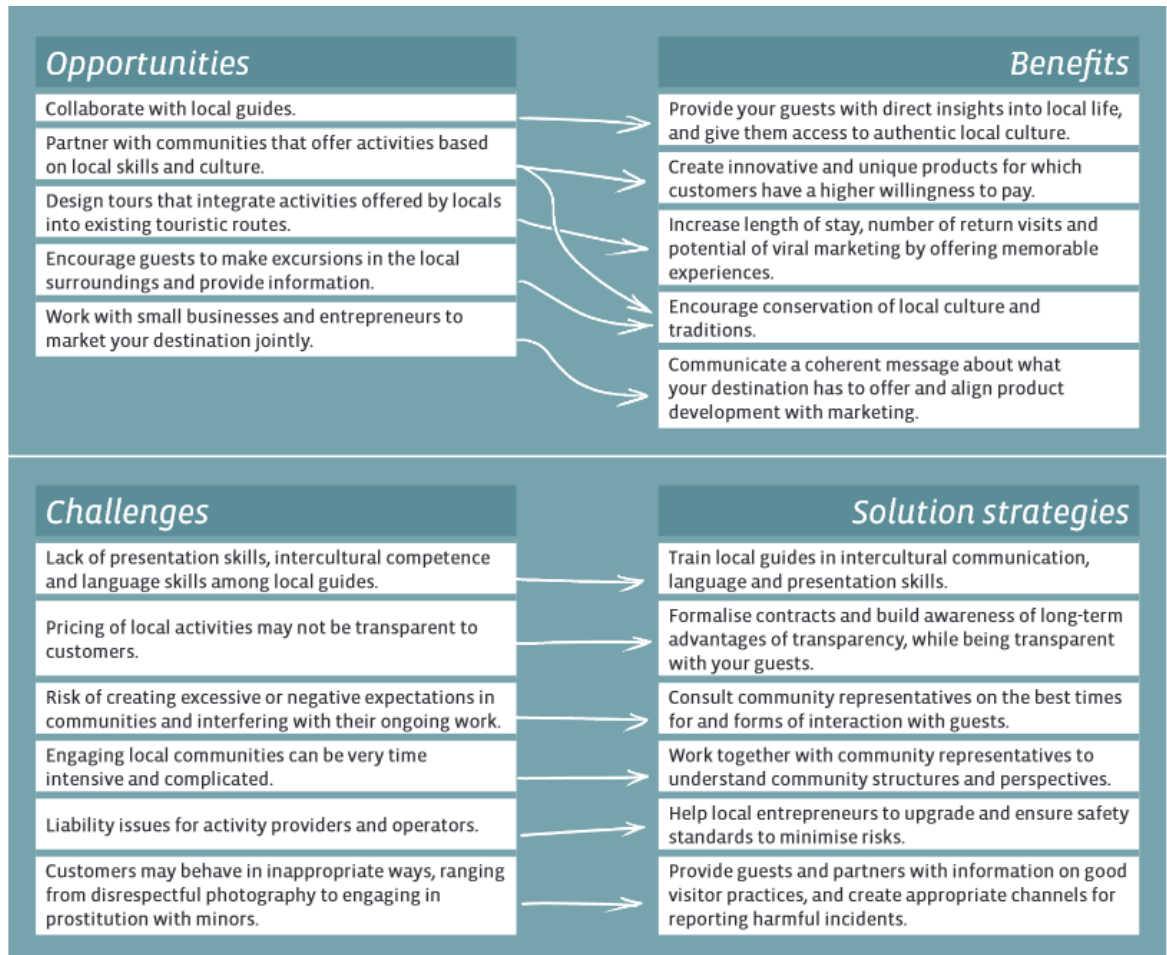 Opportunities
Collaborate with local guides.
Partner with communities that offer activities based
on local skills and culture.
Design tours that integrate activities offered by locals
into existing touristic routes.
Encourage guests to make excursions in the local
surroundings and provide information.
Work with small businesses and entrepreneurs to
market your destination jointly.
Benefits
Provide your guests with direct insights into local life,
and give them access to authentic local culture.
Create innovative and unique products for which
customers have a higher willingness to pay.
Increase length of stay, number of return visits and
potential of viral marketing by offering memorable
experiences.
Encourage conservation of local culture and
traditions.
Communicate a coherent message about what
your destination has to offer and align product
development with marketing.
Challenges
Lack of presentation skills, intercultural competence
and language skills among local guides.
Pricing of local activities may not be transparent to
customers.
Risk of creating excessive or negative expectations in
communities and interfering with their ongoing work.
Engaging local communities can be very time
intensive and complicated.
Liability issues for activity providers and operators.
Customers may behave in inappropriate ways, ranging
from disrespectful photography to engaging in
prostitution with minors.
Solution strategies
Train local guides in intercultural communication,
language and presentation skills.
Formalise contracts and build awareness of long-term
advantages of transparency, while being transparent
with your guests.
Consult community representatives on the best times
for and forms of interaction with guests.
Work together with community representatives to
understand community structures and perspectives.
Help local entrepreneurs to upgrade and ensure safety
standards to minimise risks.
Provide guests and partners with information on good
visitor practices, and create appropriate channels for
reporting harmful incidents.